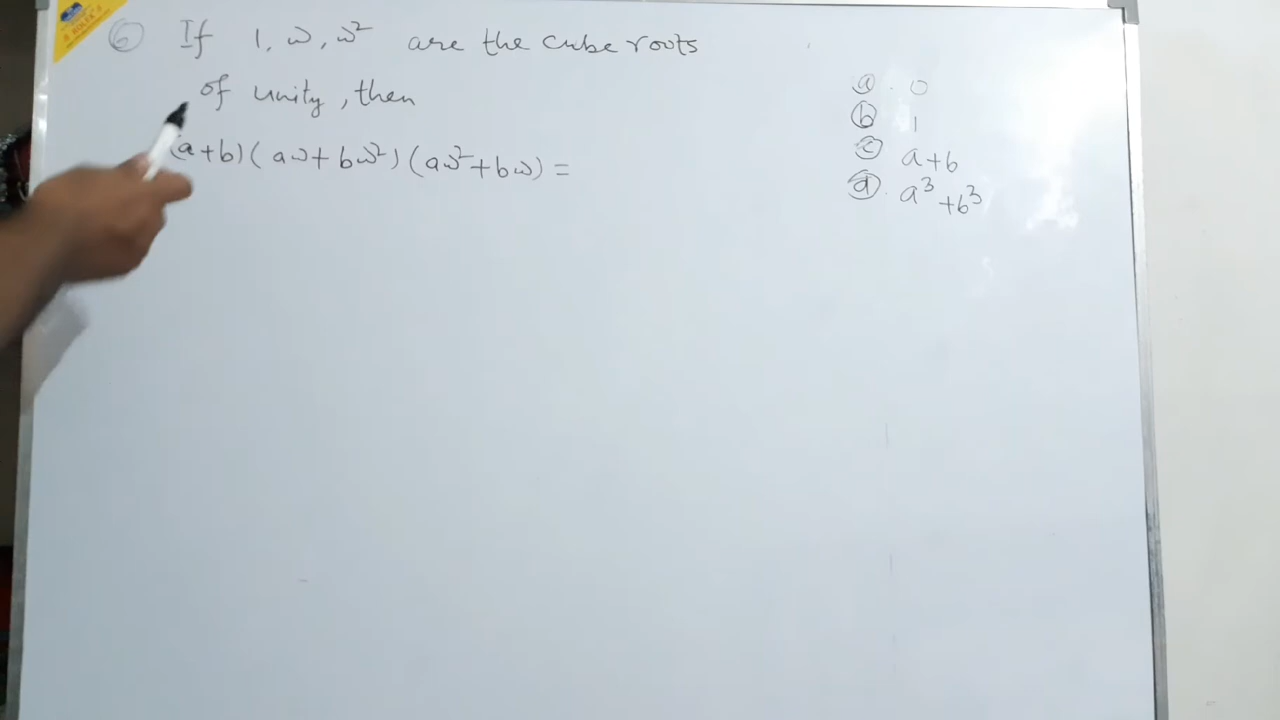 ⑥ If 1, ω, ω² are the cube roots
of unity, then
(a+b)(aω+bω²)(aω²+bω) =
ⓐ. 0
ⓑ 1
ⓒ a+b
ⓓ. a³+b³